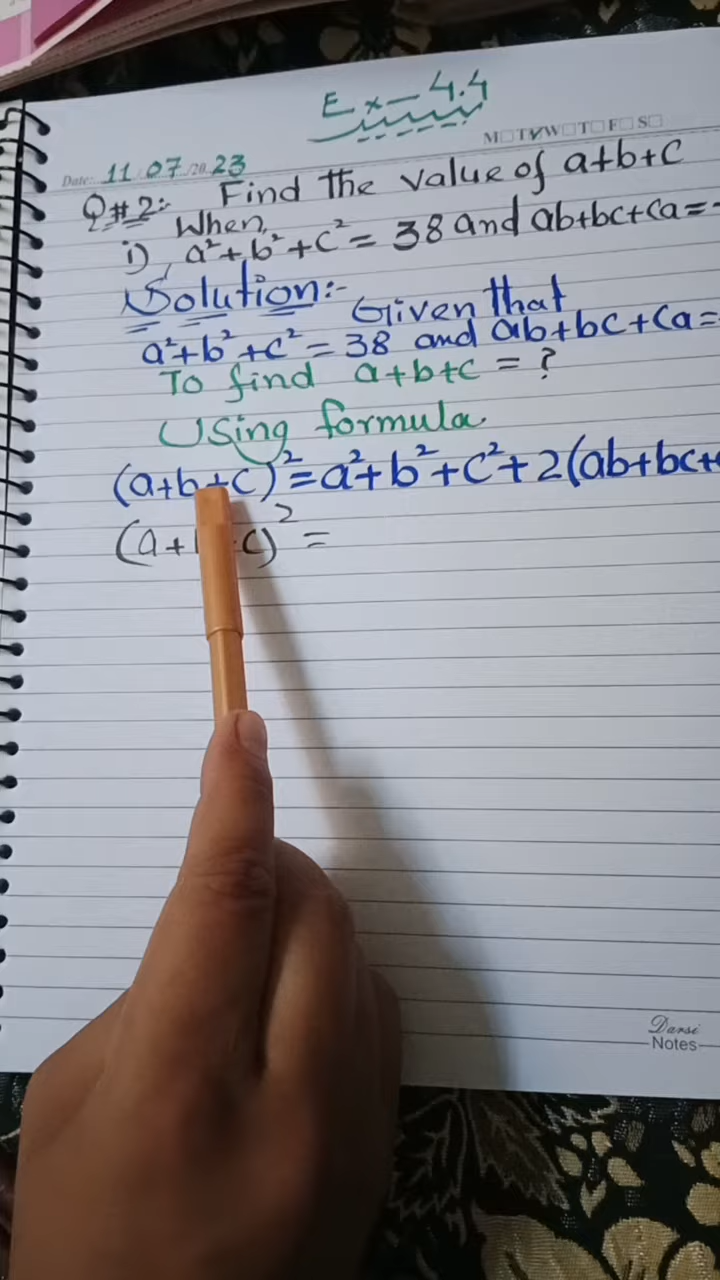 Ex-4.4
M□T☑W□T□F□S□
Date: 11 / 07 / 20 23
Q#2:- Find the value of a+b+c
When,
i) a²+b²+c² = 38 and ab+bc+ca = -
Solution:- Given that
a²+b²+c² = 38 and ab+bc+ca =
To find a+b+c = ?
Using formula
(a+b+c)² = a²+b²+c²+2(ab+bc+
(a+ c)² =
Darsi
Notes